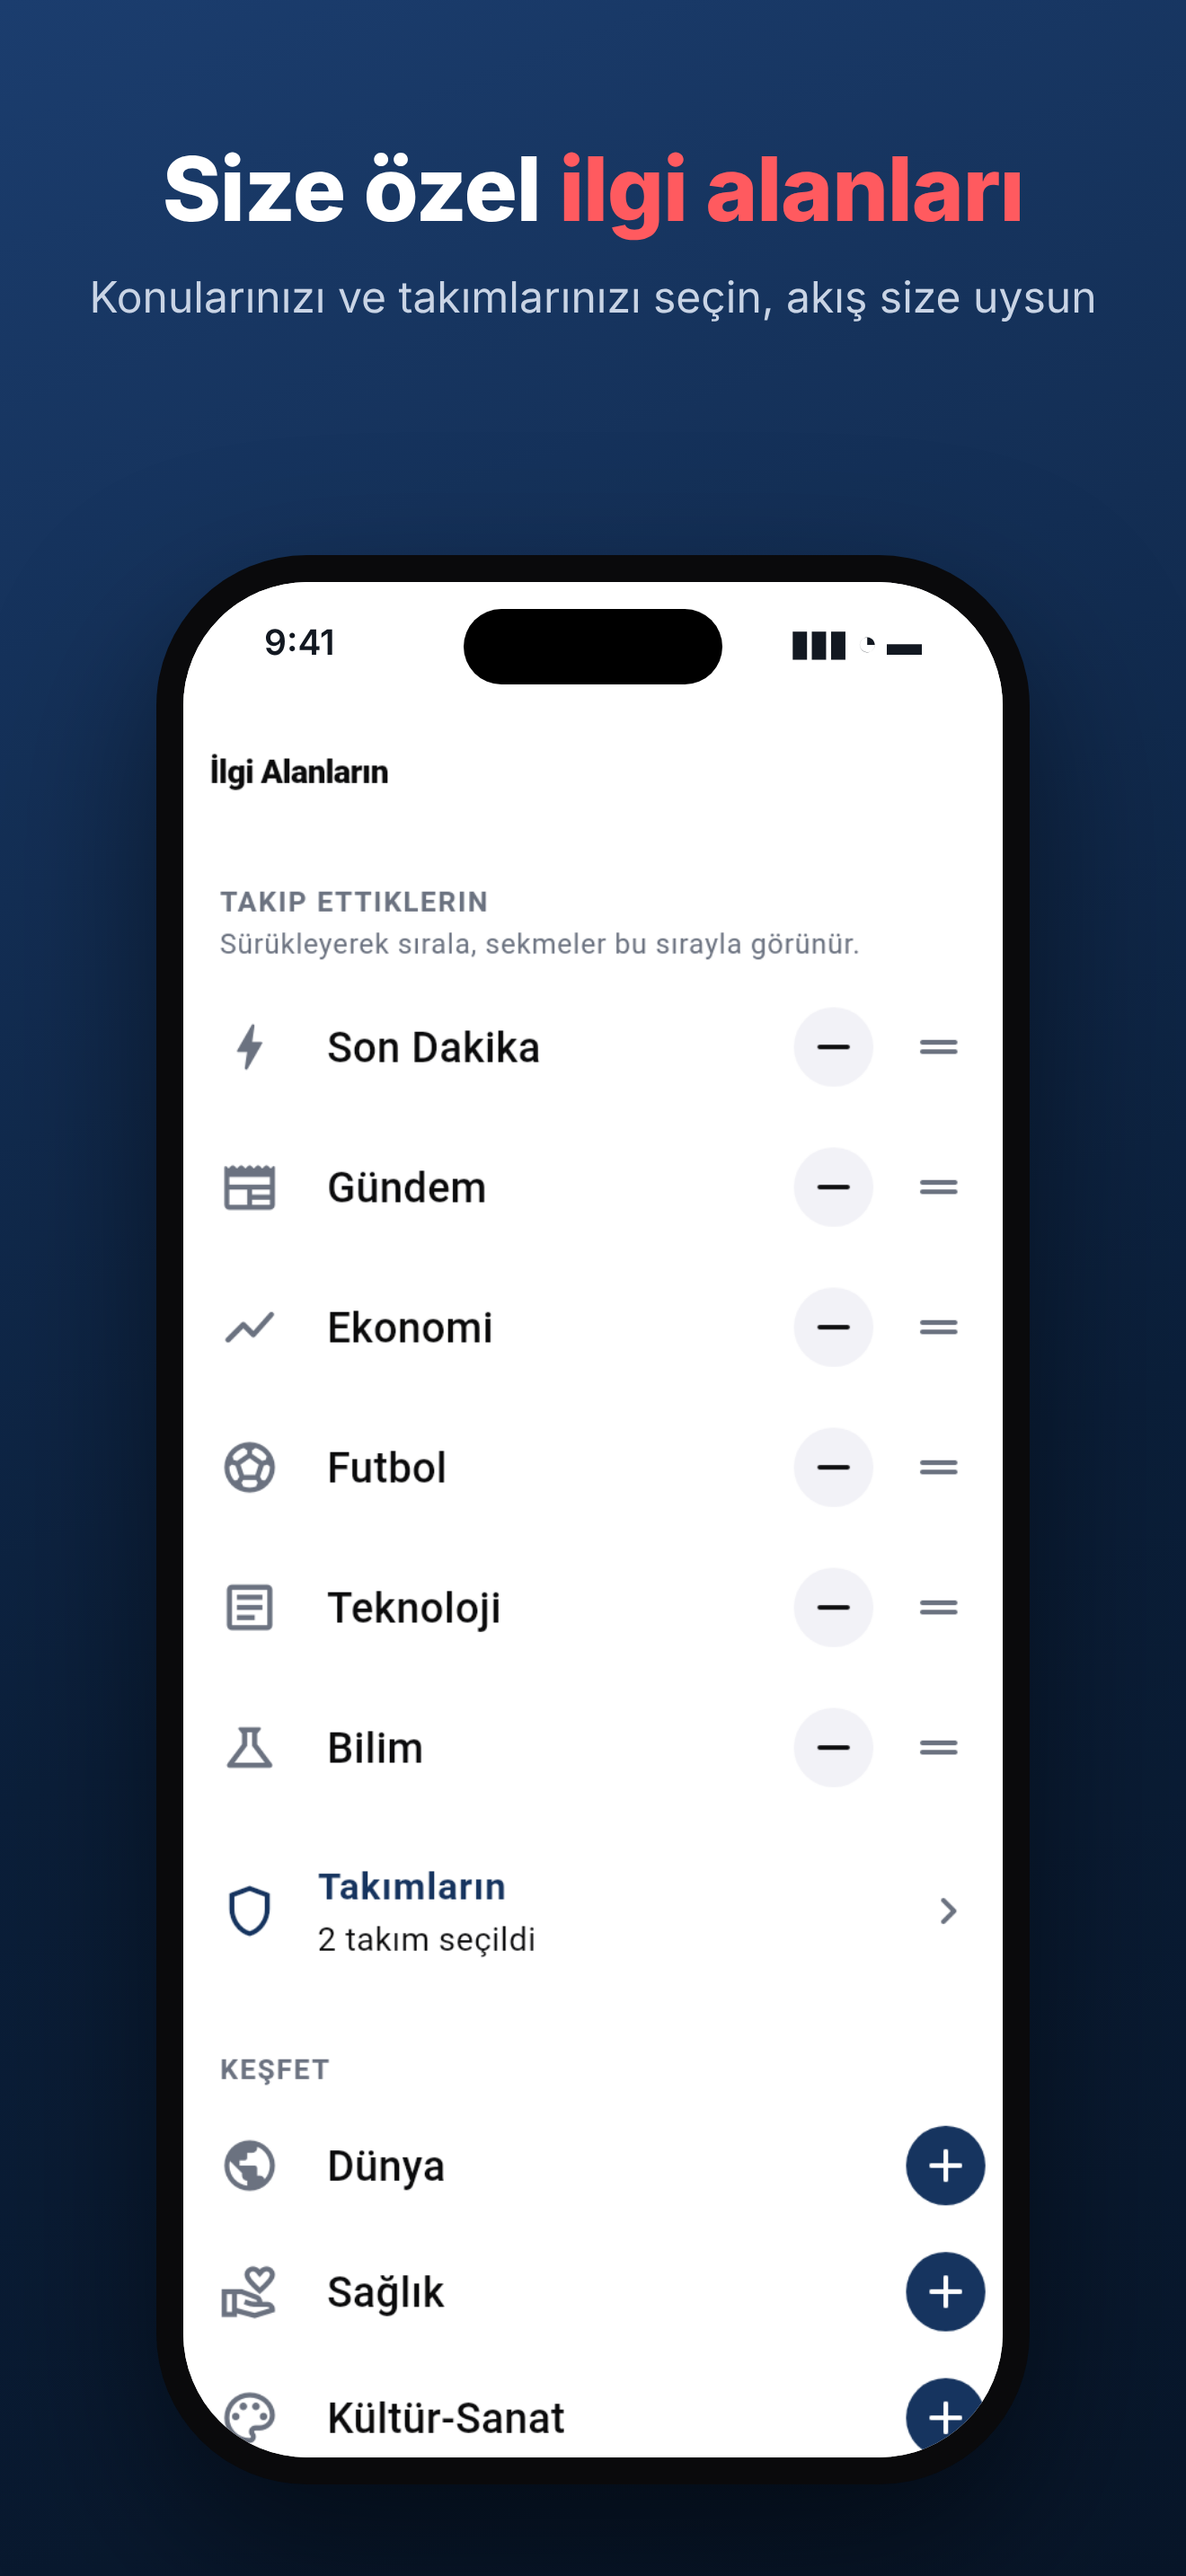 Size özel ilgi alanları
Konularınızı ve takımlarınızı seçin, akış size uysun
9:41
İlgi Alanların
TAKIP ETTIKLERIN
Sürükleyerek sırala, sekmeler bu sırayla görünür.
Son Dakika
Gündem
Ekonomi
Futbol
Teknoloji
Bilim
Takımların
2 takım seçildi
KEŞFET
Dünya
Sağlık
Kültür-Sanat